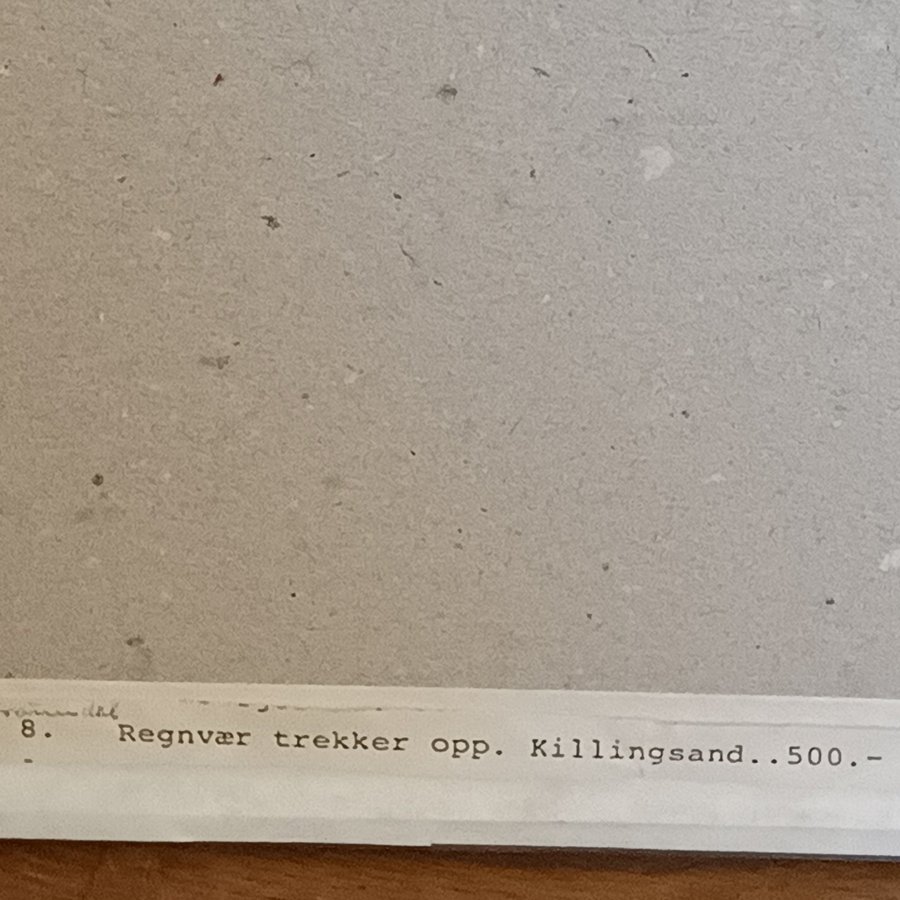 8. Regnvær trekker opp. Killingsand..500.-